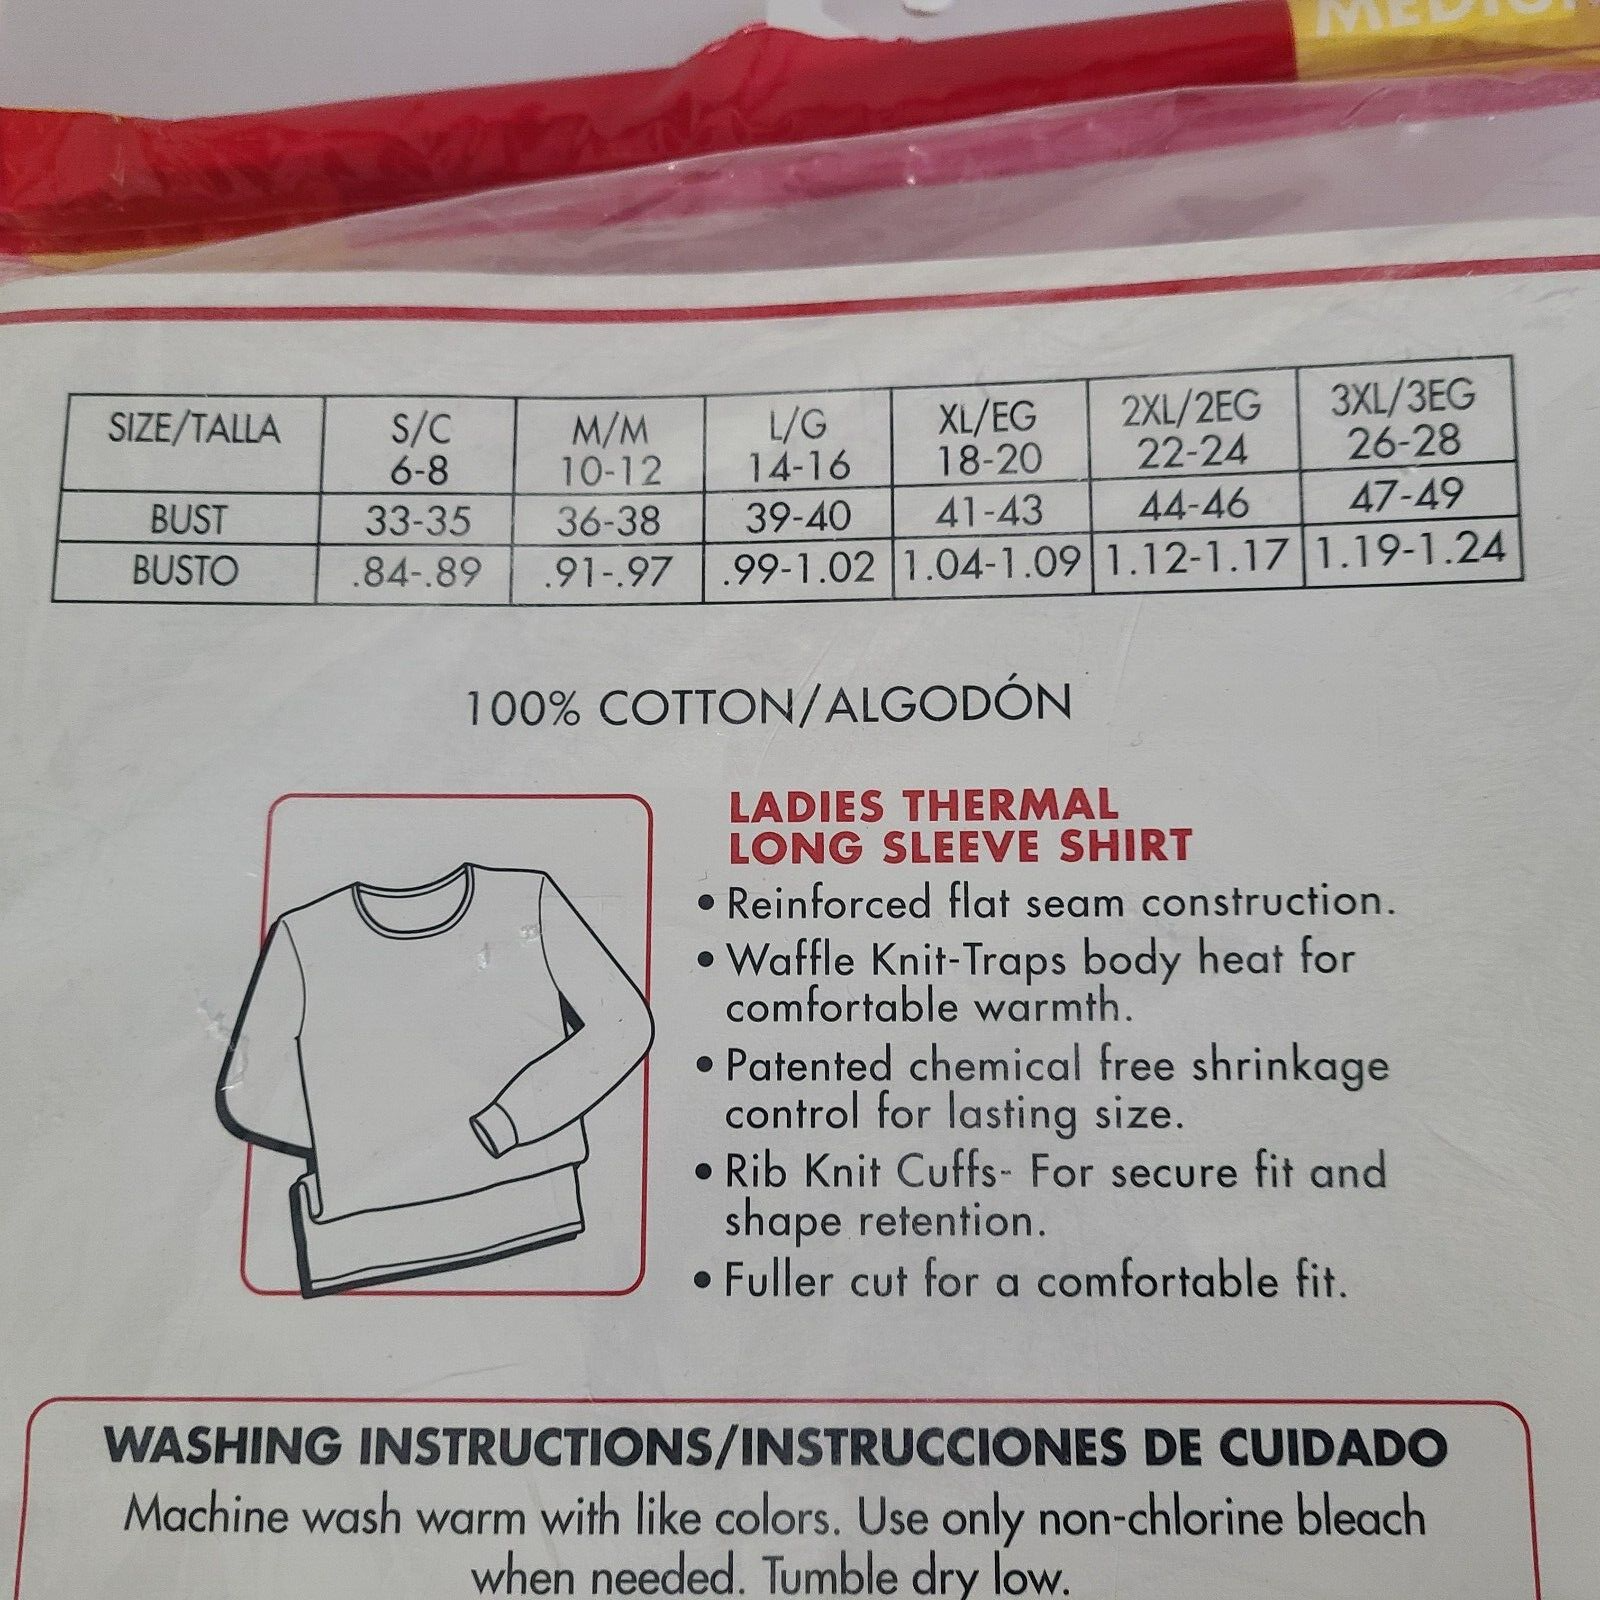 SIZE/TALLA S/C M/M L/G XL/EG 2XL/2EG 3XL/3EG
6-8 10-12 14-16 18-20 22-24 26-28
BUST 33-35 36-38 39-40 41-43 44-46 47-49
BUSTO .84-.89 .91-.97 .99-1.02 1.04-1.09 1.12-1.17 1.19-1.24
100% COTTON/ALGODÓN
LADIES THERMAL
LONG SLEEVE SHIRT
• Reinforced flat seam construction.
• Waffle Knit-Traps body heat for
comfortable warmth.
• Patented chemical free shrinkage
control for lasting size.
• Rib Knit Cuffs- For secure fit and
shape retention.
• Fuller cut for a comfortable fit.
WASHING INSTRUCTIONS/INSTRUCCIONES DE CUIDADO
Machine wash warm with like colors. Use only non-chlorine bleach
when needed. Tumble dry low.